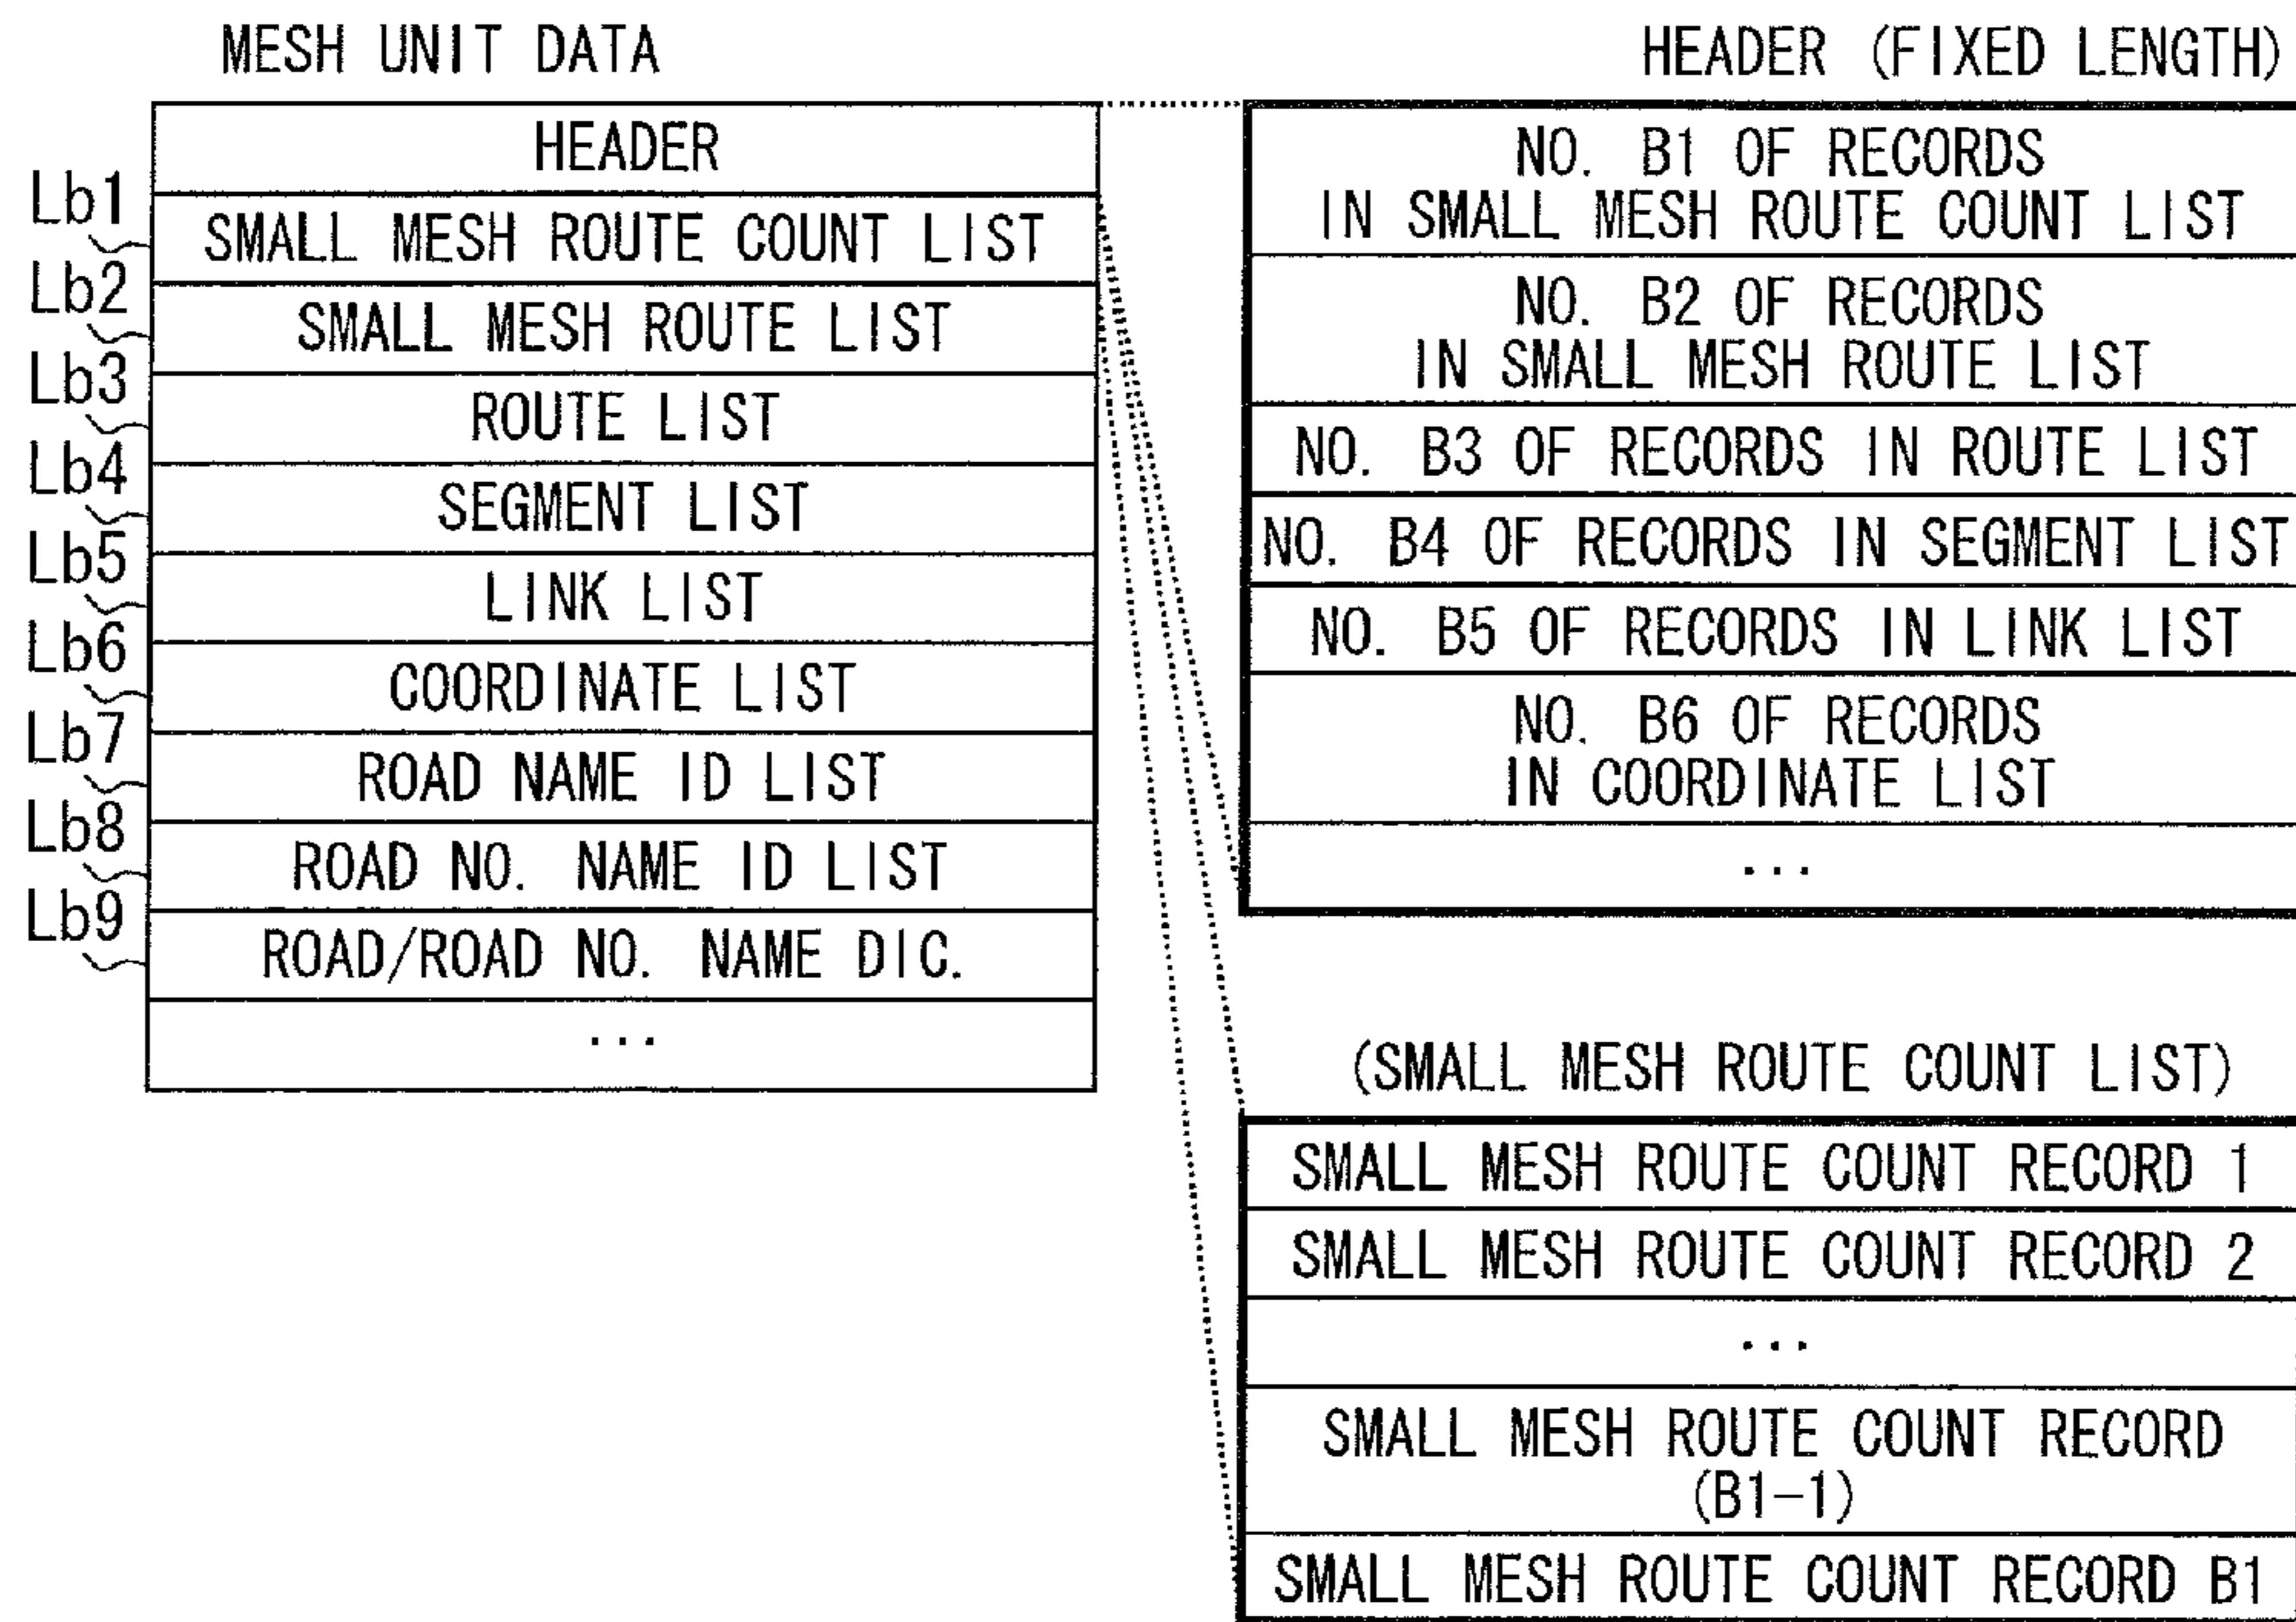 MESH UNIT DATA
HEADER
Lb1
SMALL MESH ROUTE COUNT LIST
Lb2
SMALL MESH ROUTE LIST
Lb3
ROUTE LIST
Lb4
SEGMENT LIST
Lb5
LINK LIST
Lb6
COORDINATE LIST
Lb7
ROAD NAME ID LIST
Lb8
ROAD NO. NAME ID LIST
Lb9
ROAD/ROAD NO. NAME DIC.
...
HEADER (FIXED LENGTH)
NO. B1 OF RECORDS
IN SMALL MESH ROUTE COUNT LIST
NO. B2 OF RECORDS
IN SMALL MESH ROUTE LIST
NO. B3 OF RECORDS IN ROUTE LIST
NO. B4 OF RECORDS IN SEGMENT LIST
NO. B5 OF RECORDS IN LINK LIST
NO. B6 OF RECORDS
IN COORDINATE LIST
...
(SMALL MESH ROUTE COUNT LIST)
SMALL MESH ROUTE COUNT RECORD 1
SMALL MESH ROUTE COUNT RECORD 2
...
SMALL MESH ROUTE COUNT RECORD
(B1-1)
SMALL MESH ROUTE COUNT RECORD B1